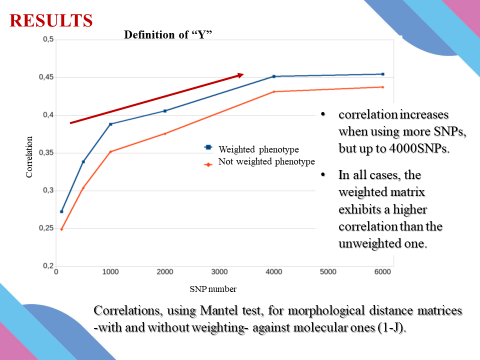 RESULTS
Definition of “Y”
0,5
0,45
0,4
0,35
0,3
0,25
0,2
Correlation
0
1000
2000
3000
4000
5000
6000
SNP number
Weighted phenotype
Not weighted phenotype
• correlation increases
when using more SNPs,
but up to 4000SNPs.
• In all cases, the
weighted matrix
exhibits a higher
correlation than the
unweighted one.
Correlations, using Mantel test, for morphological distance matrices
-with and without weighting- against molecular ones (1-J).